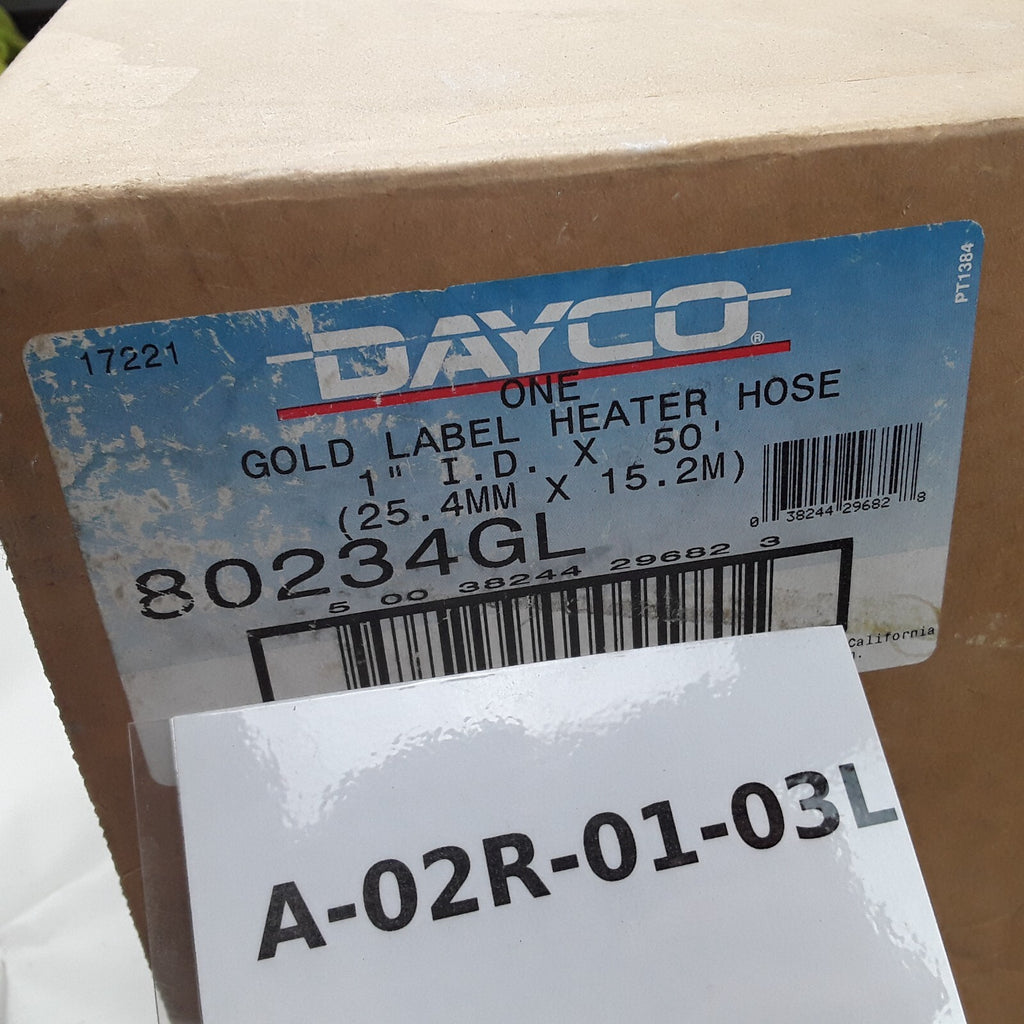 PT1384
17221
DAYCO®
ONE
GOLD LABEL HEATER HOSE
1" I.D. X 50'
(25.4MM X 15.2M)
0 38244 29682 8
80234GL
5 00 38244 29682 3
California
A-02R-01-03L